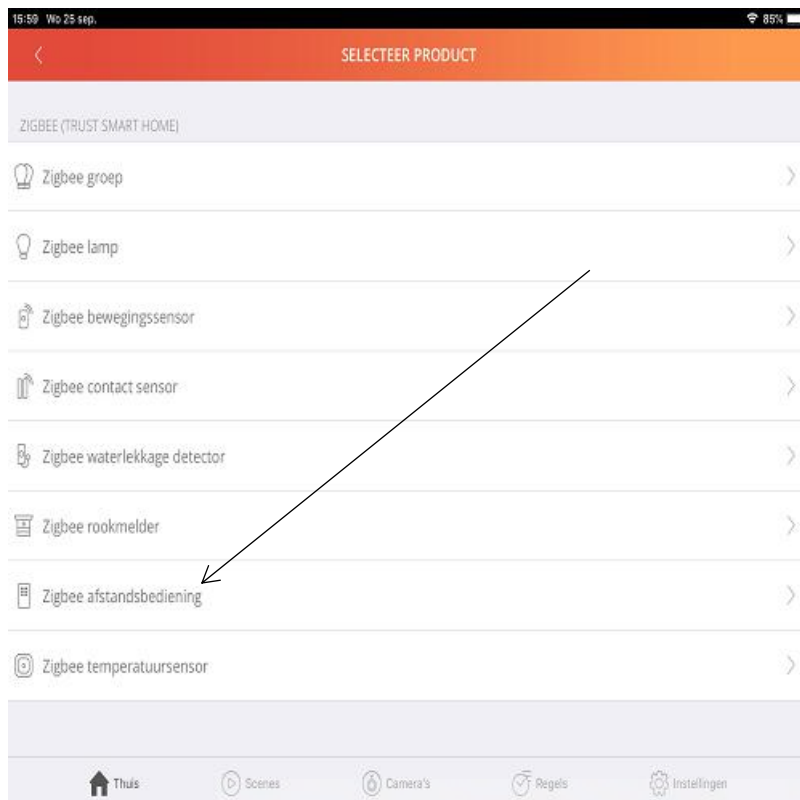 15:59 Wo 25 sep. 85%
SELECTEER PRODUCT
ZIGBEE (TRUST SMART HOME)
Zigbee groep
Zigbee lamp
Zigbee bewegingssensor
Zigbee contact sensor
Zigbee waterlekkage detector
Zigbee rookmelder
Zigbee afstandsbediening
Zigbee temperatuursensor
Thuis Scenes Camera's Regels Instellingen